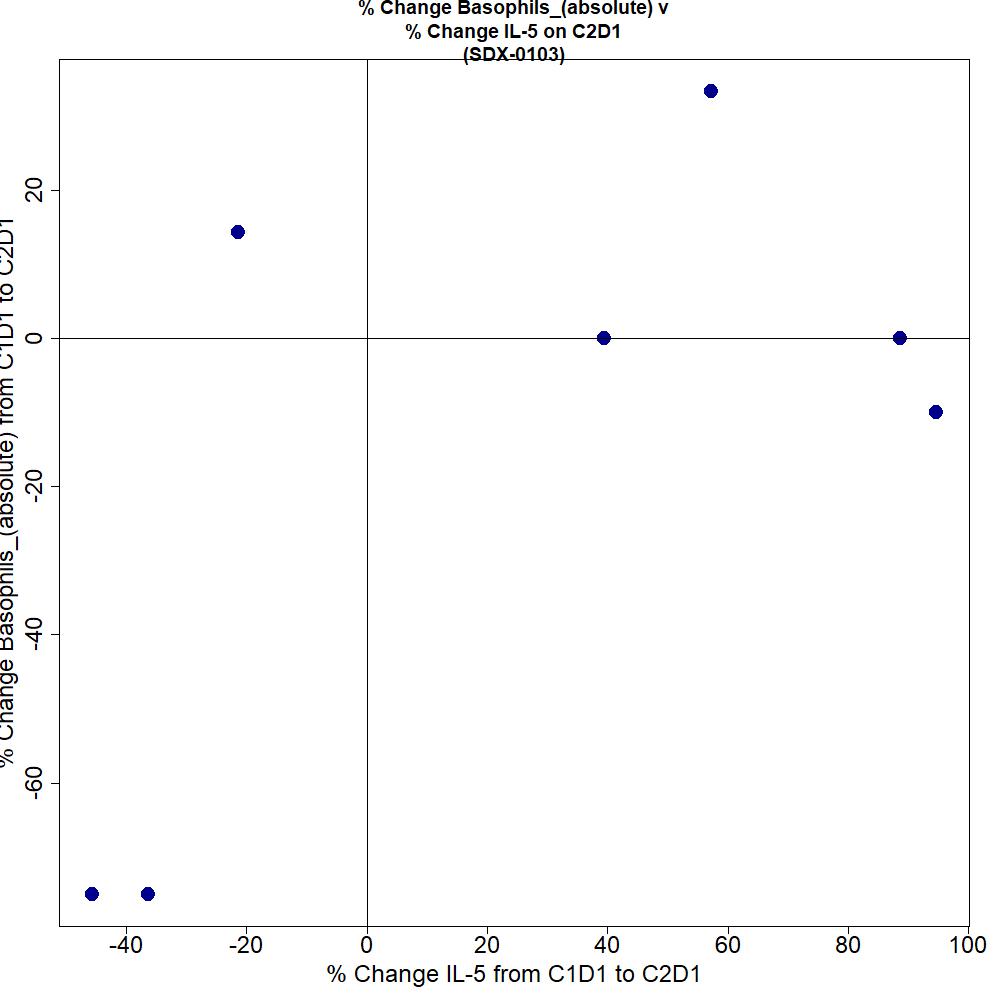 % Change Basophils_(absolute) v
% Change IL-5 on C2D1
(SDX-0103)
% Change Basophils_(absolute) from C1D1 to C2D1
20
0
-20
-40
-60
-40
-20
0
20
40
60
80
100
% Change IL-5 from C1D1 to C2D1